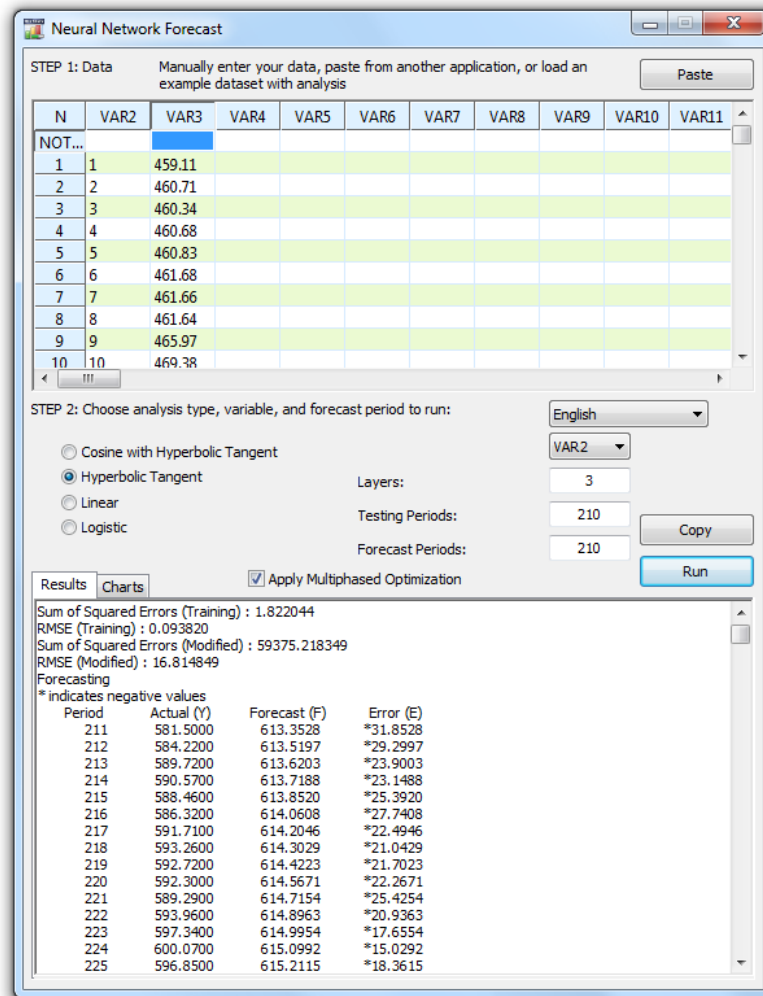 Neural Network Forecast
STEP 1: Data Manually enter your data, paste from another application, or load an
example dataset with analysis
Paste
N VAR2 VAR3 VAR4 VAR5 VAR6 VAR7 VAR8 VAR9 VAR10 VAR11
NOT...
1 1 459.11
2 2 460.71
3 3 460.34
4 4 460.68
5 5 460.83
6 6 461.68
7 7 461.66
8 8 461.64
9 9 465.97
10 10 469.38
STEP 2: Choose analysis type, variable, and forecast period to run: English
Cosine with Hyperbolic Tangent VAR2
Hyperbolic Tangent Layers: 3
Linear
Testing Periods: 210
Logistic
Copy
Forecast Periods: 210
Results Charts Apply Multiphased Optimization Run
Sum of Squared Errors (Training) : 1.822044
RMSE (Training) : 0.093820
Sum of Squared Errors (Modified) : 59375.218349
RMSE (Modified) : 16.814849
Forecasting
* indicates negative values
Period Actual (Y) Forecast (F) Error (E)
211 581.5000 613.3528 *31.8528
212 584.2200 613.5197 *29.2997
213 589.7200 613.6203 *23.9003
214 590.5700 613.7188 *23.1488
215 588.4600 613.8520 *25.3920
216 586.3200 614.0608 *27.7408
217 591.7100 614.2046 *22.4946
218 593.2600 614.3029 *21.0429
219 592.7200 614.4223 *21.7023
220 592.3000 614.5671 *22.2671
221 589.2900 614.7154 *25.4254
222 593.9600 614.8963 *20.9363
223 597.3400 614.9954 *17.6554
224 600.0700 615.0992 *15.0292
225 596.8500 615.2115 *18.3615